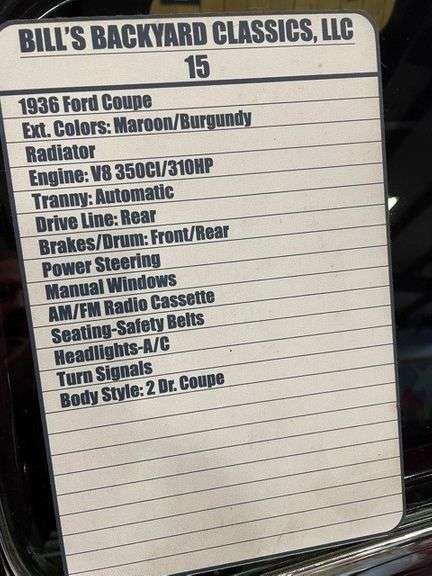 BILL'S BACKYARD CLASSICS, LLC
15
1936 Ford Coupe
Ext. Colors: Maroon/Burgundy
Radiator
Engine: V8 350CI/310HP
Tranny: Automatic
Drive Line: Rear
Brakes/Drum: Front/Rear
Power Steering
Manual Windows
AM/FM Radio Cassette
Seating-Safety Belts
Headlights-A/C
Turn Signals
Body Style: 2 Dr. Coupe